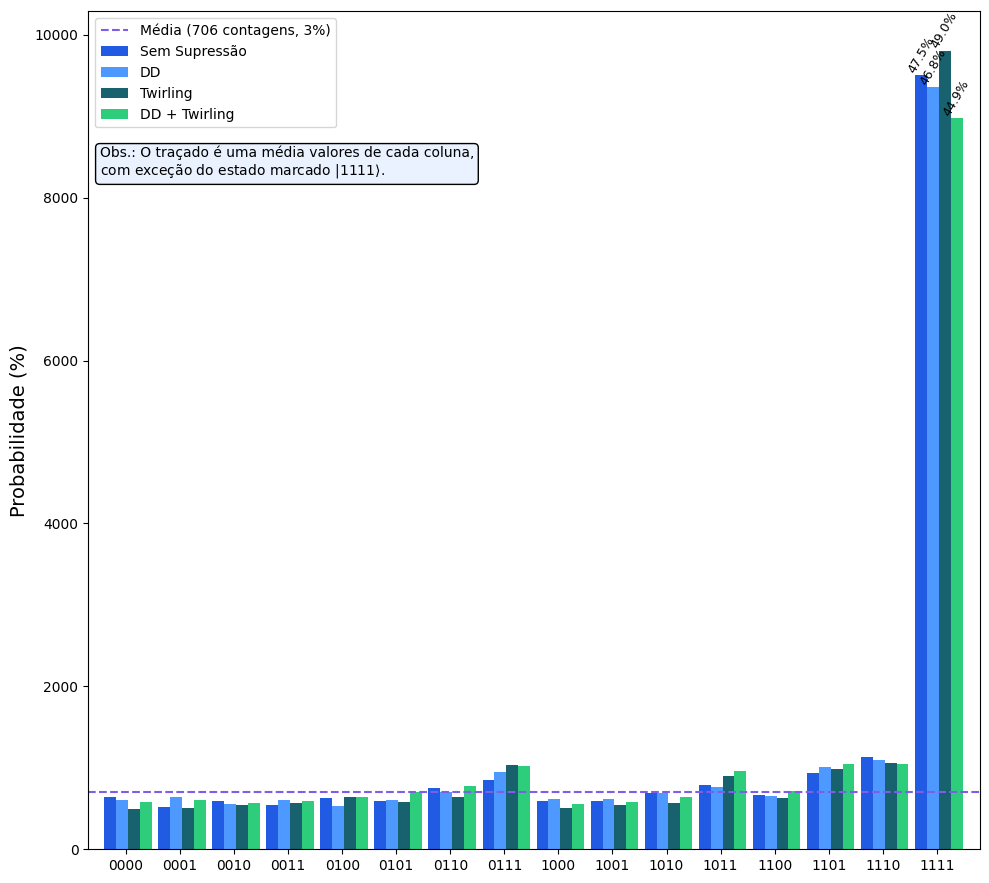 Média (706 contagens, 3%)
Sem Supressão
DD
Twirling
DD + Twirling
Obs.: O traçado é uma média valores de cada coluna,
com exceção do estado marcado |1111⟩.
47.5%
46.8%
49.0%
44.9%
Probabilidade (%)
10000
8000
6000
4000
2000
0
0000 0001 0010 0011 0100 0101 0110 0111 1000 1001 1010 1011 1100 1101 1110 1111